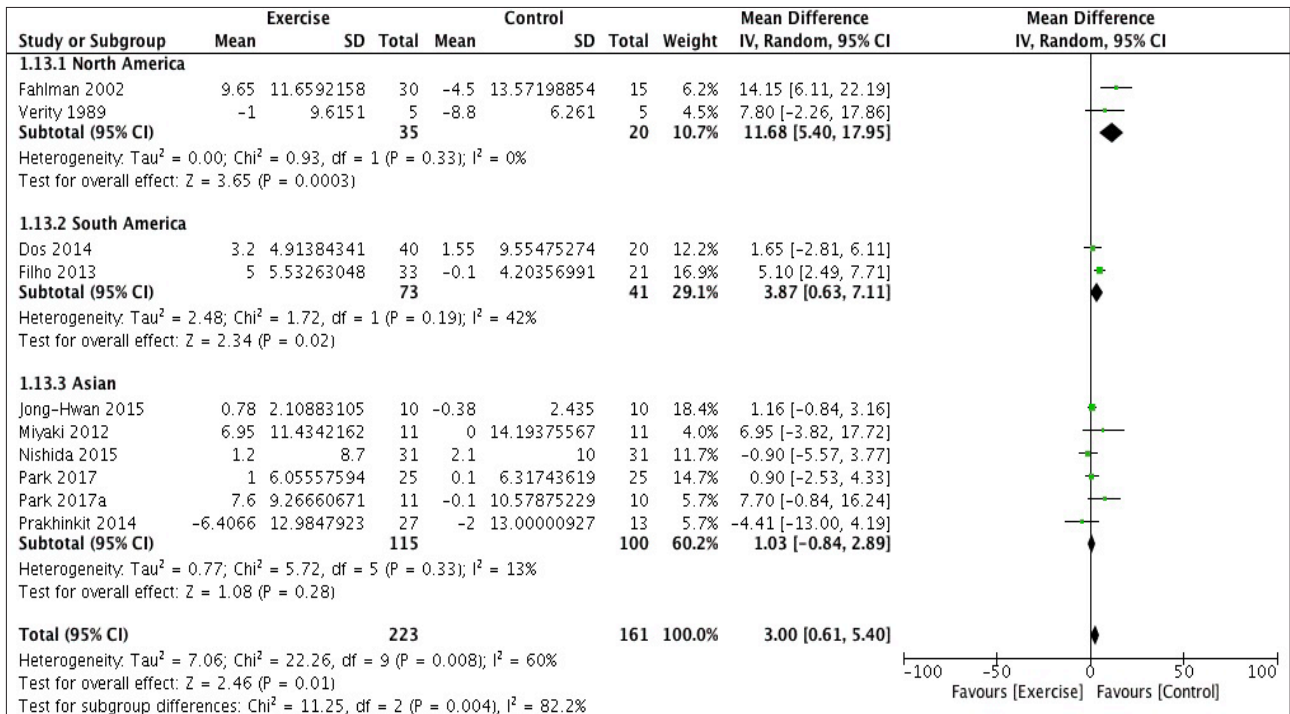 Exercise Control Mean Difference Mean Difference
Study or Subgroup Mean SD Total Mean SD Total Weight IV, Random, 95% CI IV, Random, 95% CI
1.13.1 North America
Fahlman 2002 9.65 11.6592158 30 -4.5 13.57198854 15 6.2% 14.15 [6.11, 22.19]
Verity 1989 -1 9.6151 5 -8.8 6.261 5 4.5% 7.80 [-2.26, 17.86]
Subtotal (95% CI) 35 20 10.7% 11.68 [5.40, 17.95]
Heterogeneity: Tau² = 0.00; Chi² = 0.93, df = 1 (P = 0.33); I² = 0%
Test for overall effect: Z = 3.65 (P = 0.0003)
1.13.2 South America
Dos 2014 3.2 4.91384341 40 1.55 9.55475274 20 12.2% 1.65 [-2.81, 6.11]
Filho 2013 5 5.53263048 33 -0.1 4.20356991 21 16.9% 5.10 [2.49, 7.71]
Subtotal (95% CI) 73 41 29.1% 3.87 [0.63, 7.11]
Heterogeneity: Tau² = 2.48; Chi² = 1.72, df = 1 (P = 0.19); I² = 42%
Test for overall effect: Z = 2.34 (P = 0.02)
1.13.3 Asian
Jong-Hwan 2015 0.78 2.10883105 10 -0.38 2.435 10 18.4% 1.16 [-0.84, 3.16]
Miyaki 2012 6.95 11.4342162 11 0 14.19375567 11 4.0% 6.95 [-3.82, 17.72]
Nishida 2015 1.2 8.7 31 2.1 10 31 11.7% -0.90 [-5.57, 3.77]
Park 2017 1 6.05557594 25 0.1 6.31743619 25 14.7% 0.90 [-2.53, 4.33]
Park 2017a 7.6 9.26660671 11 -0.1 10.57875229 10 5.7% 7.70 [-0.84, 16.24]
Prakhinkit 2014 -6.4066 12.9847923 27 -2 13.00000927 13 5.7% -4.41 [-13.00, 4.19]
Subtotal (95% CI) 115 100 60.2% 1.03 [-0.84, 2.89]
Heterogeneity: Tau² = 0.77; Chi² = 5.72, df = 5 (P = 0.33); I² = 13%
Test for overall effect: Z = 1.08 (P = 0.28)
Total (95% CI) 223 161 100.0% 3.00 [0.61, 5.40]
Heterogeneity: Tau² = 7.06; Chi² = 22.26, df = 9 (P = 0.008); I² = 60%
Test for overall effect: Z = 2.46 (P = 0.01)
Test for subgroup differences: Chi² = 11.25, df = 2 (P = 0.004), I² = 82.2%
-100 -50 0 50 100
Favours [Exercise] Favours [Control]